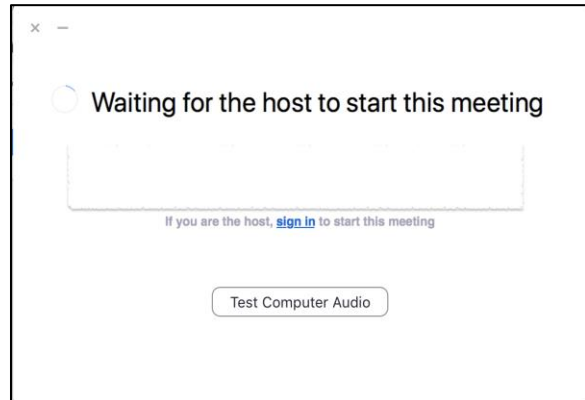 Waiting for the host to start this meeting
If you are the host, sign in to start this meeting
Test Computer Audio